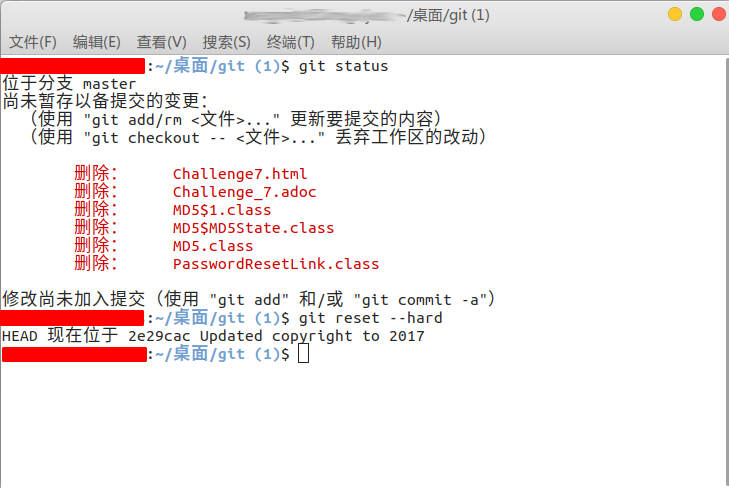 /桌面/git (1)
文件(F) 编辑(E) 查看(V) 搜索(S) 终端(T) 帮助(H)
:~/桌面/git (1)$ git status
位于分支 master
尚未暂存以备提交的变更：
（使用 "git add/rm <文件>..." 更新要提交的内容）
（使用 "git checkout -- <文件>..." 丢弃工作区的改动）
删除： Challenge7.html
删除： Challenge_7.adoc
删除： MD5$1.class
删除： MD5$MD5State.class
删除： MD5.class
删除： PasswordResetLink.class
修改尚未加入提交（使用 "git add" 和/或 "git commit -a"）
:~/桌面/git (1)$ git reset --hard
HEAD 现在位于 2e29cac Updated copyright to 2017
:~/桌面/git (1)$